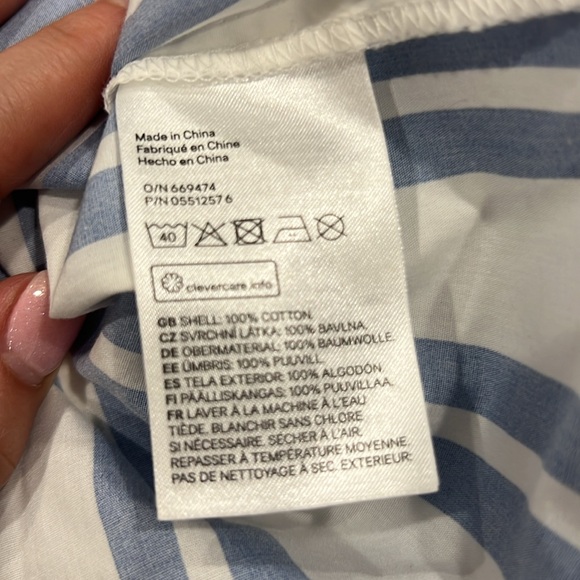 Made in China
Fabriqué en Chine
Hecho en China
O/N 669474
P/N 0551257 6
40
clevercare.info
GB SHELL: 100% COTTON.
CZ SVRCHNÍ LÁTKA: 100% BAVLNA.
DE OBERMATERIAL: 100% BAUMWOLLE.
EE ÜMBRIS: 100% PUUVILL.
ES TELA EXTERIOR: 100% ALGODÓN
FI PÄÄLLISKANGAS: 100% PUUVILLAA.
FR LAVER À LA MACHINE À L'EAU
TIÈDE. BLANCHIR SANS CHLORE,
SI NÉCESSAIRE. SÉCHER À L'AIR.
REPASSER À TEMPÉRATURE MOYENNE.
PAS DE NETTOYAGE À SEC. EXTERIEUR: